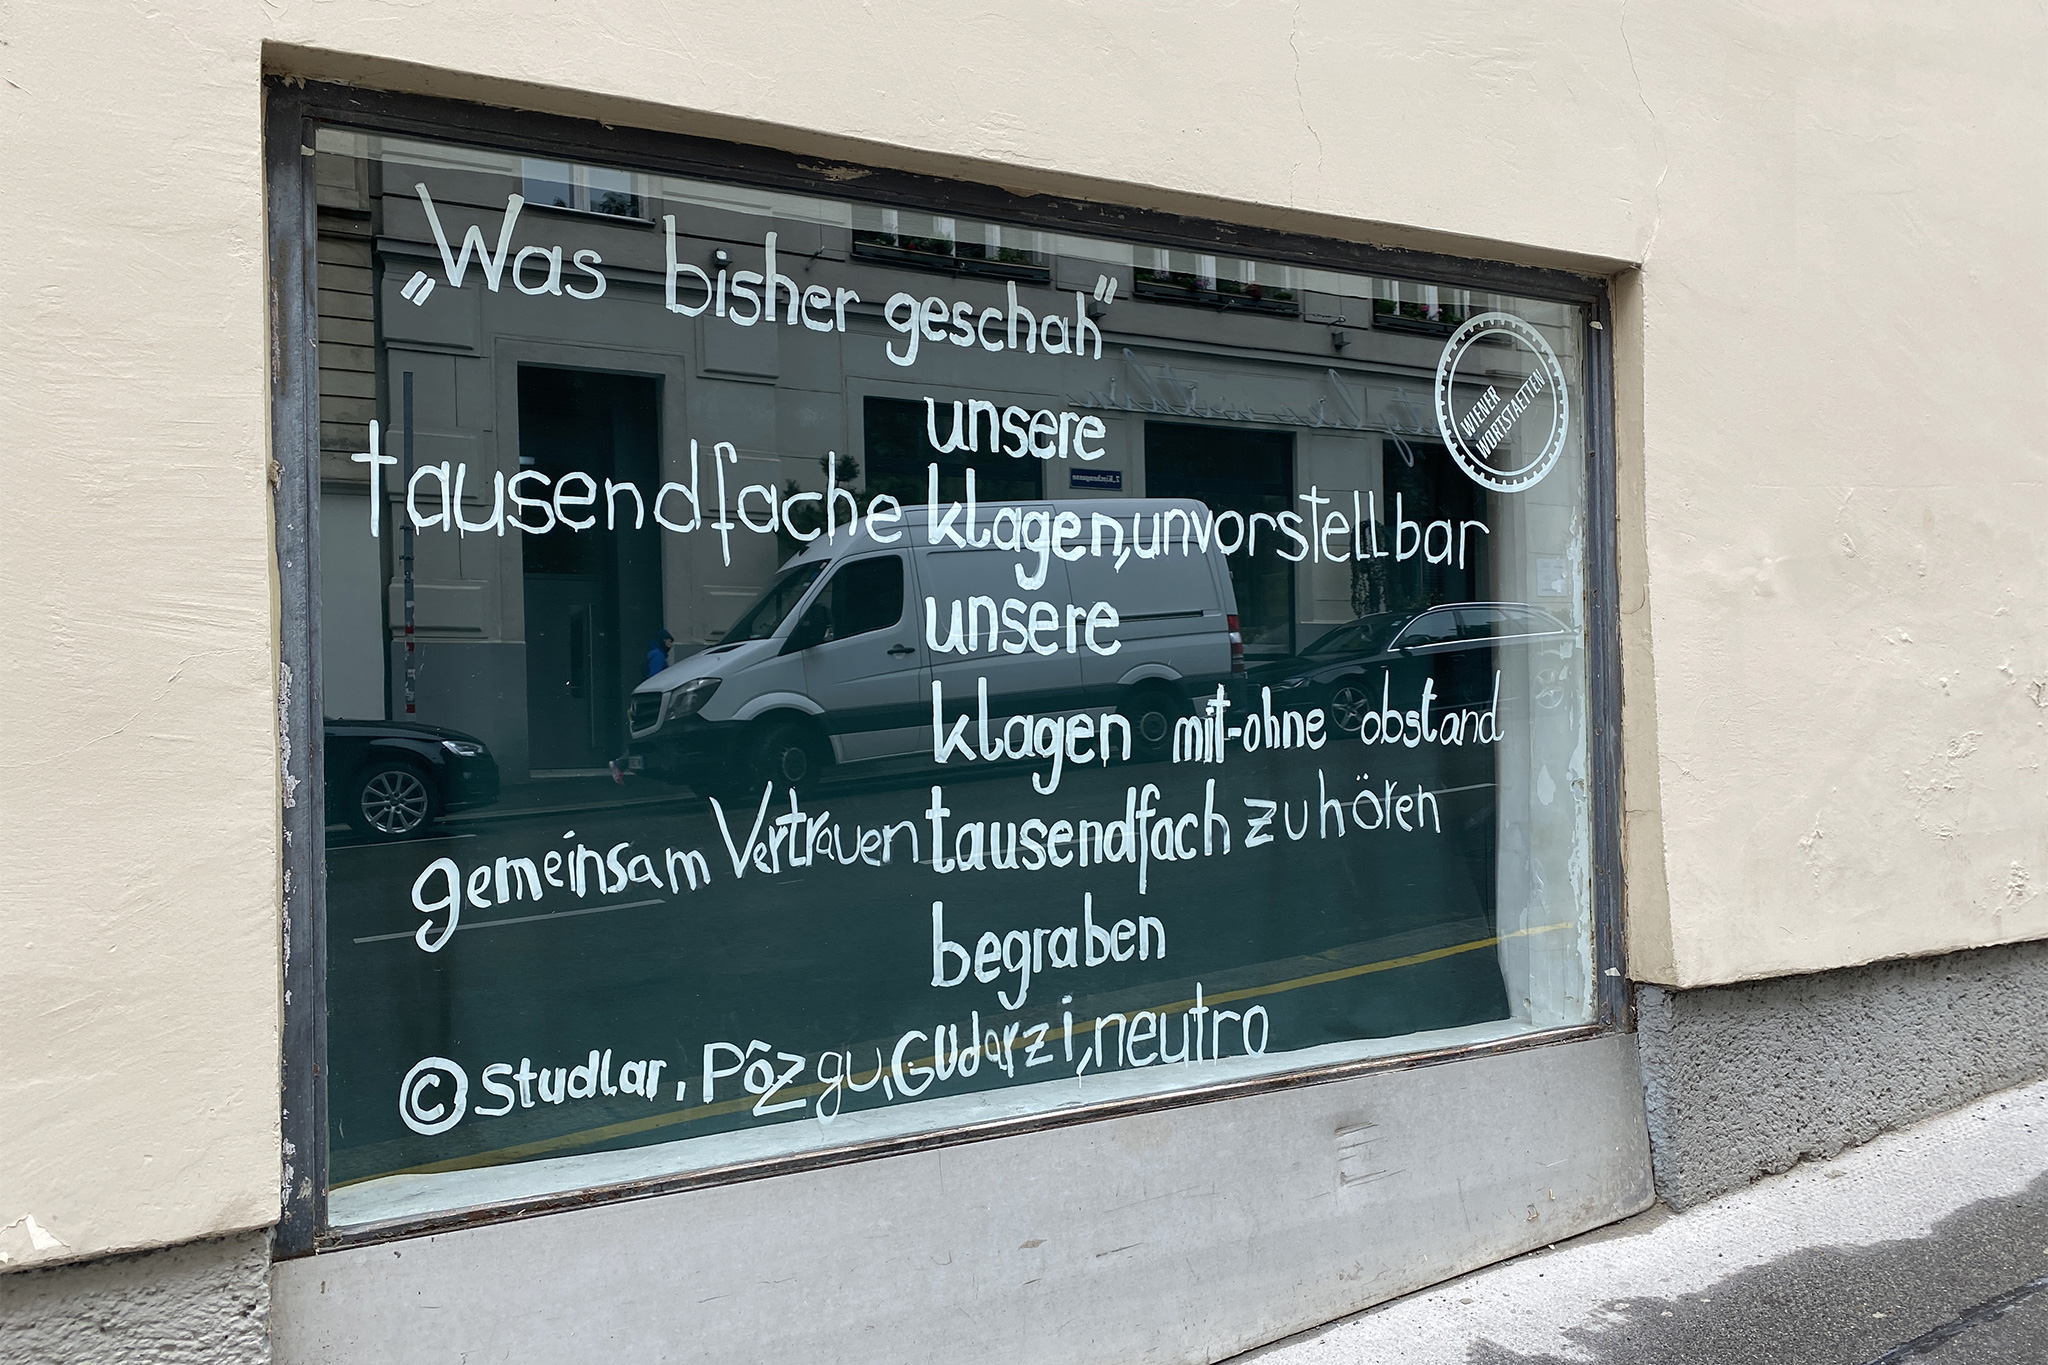 „Was bisher geschah"
unsere
tausendfache klagen, unvorstellbar
unsere
klagen mit-ohne obstand
gemeinsam Vertrauen tausendfach zuhören
begraben
© Studlar, Pôzgu, GUdarzi, neutro
WIENER
WORTSTAETTEN